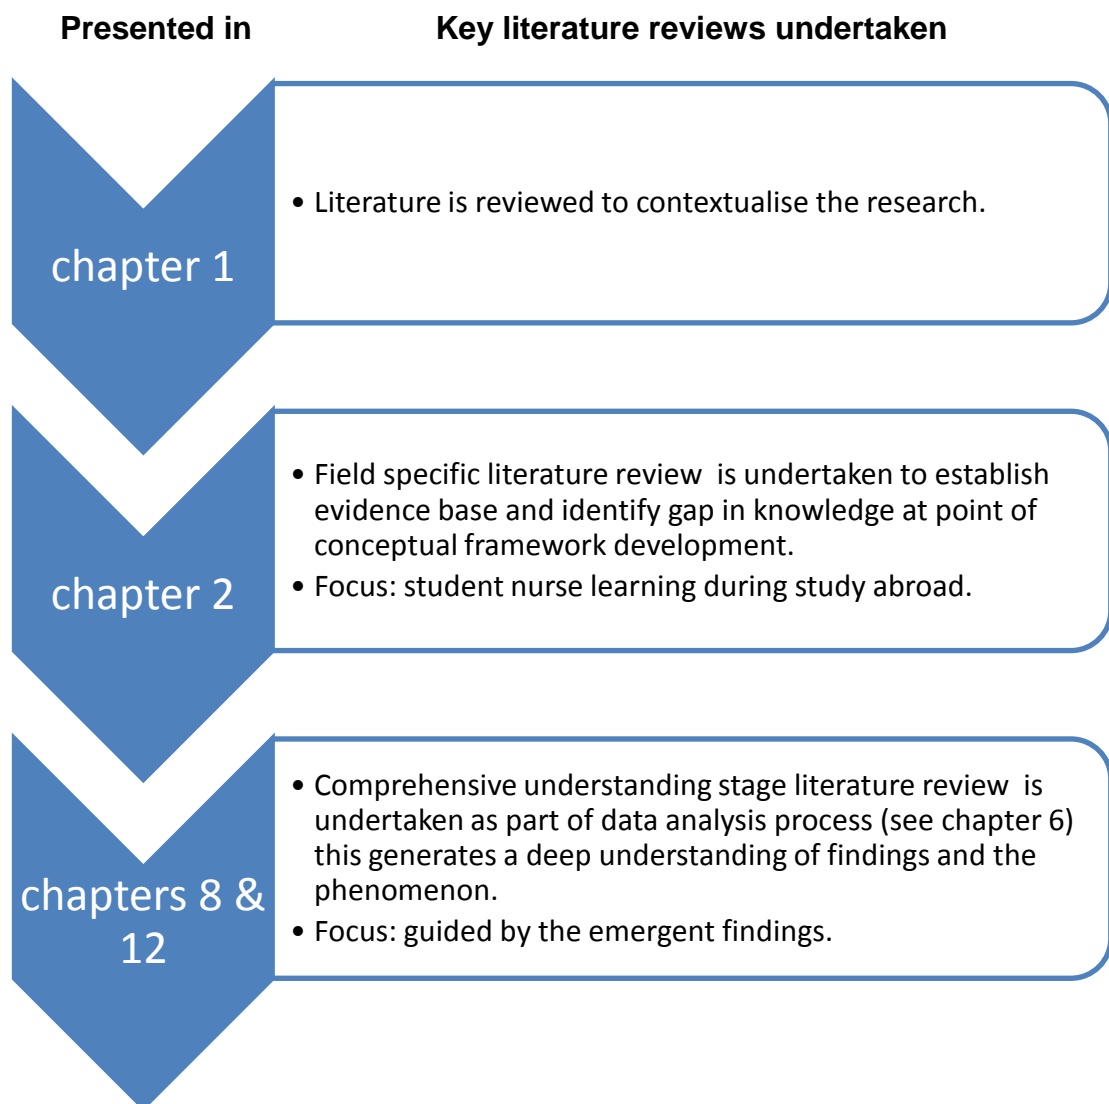 Presented in
Key literature reviews undertaken
chapter 1
• Literature is reviewed to contextualise the research.
chapter 2
• Field specific literature review  is undertaken to establish
evidence base and identify gap in knowledge at point of
conceptual framework development.
• Focus: student nurse learning during study abroad.
chapters 8 &
12
• Comprehensive understanding stage literature review  is
undertaken as part of data analysis process (see chapter 6)
this generates a deep understanding of findings and the
phenomenon.
• Focus: guided by the emergent findings.